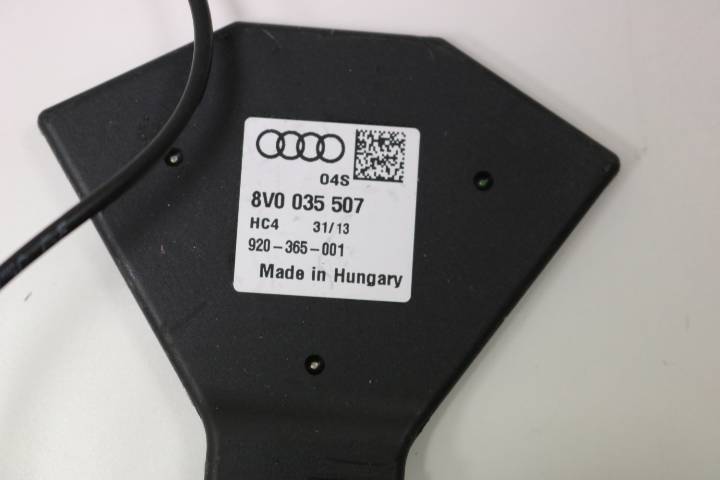 04S
8V0 035 507
HC4 31/13
920-365-001
Made in Hungary